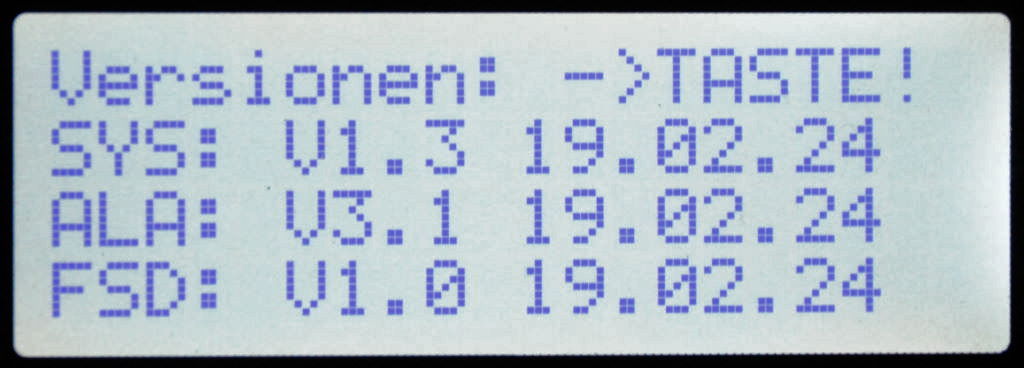 Versionen: ->TASTE!
SYS: V1.3 19.02.24
ALA: V3.1 19.02.24
FSD: V1.0 19.02.24